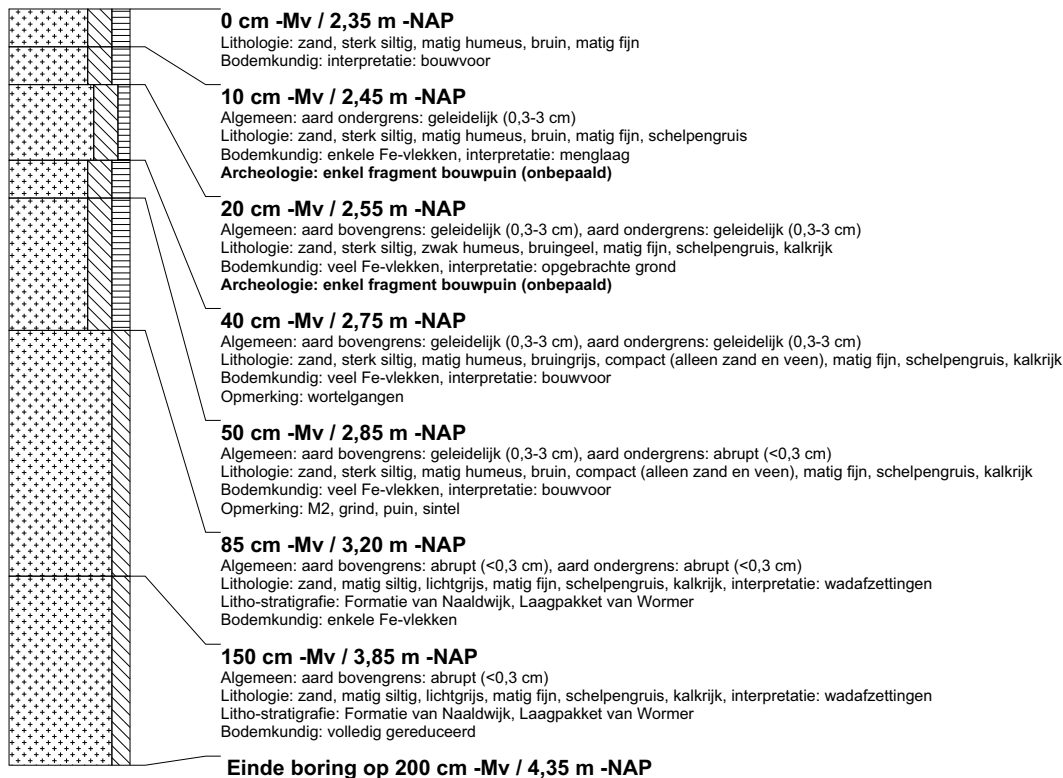 0 cm -Mv / 2,35 m -NAP
Lithologie: zand, sterk siltig, matig humeus, bruin, matig fijn
Bodemkundig: interpretatie: bouwvoor
10 cm -Mv / 2,45 m -NAP
Algemeen: aard ondergrens: geleidelijk (0,3-3 cm)
Lithologie: zand, sterk siltig, matig humeus, bruin, matig fijn, schelpengruis
Bodemkundig: enkele Fe-vlekken, interpretatie: menglaag
Archeologie: enkel fragment bouwpuin (onbepaald)
20 cm -Mv / 2,55 m -NAP
Algemeen: aard bovengrens: geleidelijk (0,3-3 cm), aard ondergrens: geleidelijk (0,3-3 cm)
Lithologie: zand, sterk siltig, zwak humeus, bruingeel, matig fijn, schelpengruis, kalkrijk
Bodemkundig: veel Fe-vlekken, interpretatie: opgebrachte grond
Archeologie: enkel fragment bouwpuin (onbepaald)
40 cm -Mv / 2,75 m -NAP
Algemeen: aard bovengrens: geleidelijk (0,3-3 cm), aard ondergrens: geleidelijk (0,3-3 cm)
Lithologie: zand, sterk siltig, matig humeus, bruingrijs, compact (alleen zand en veen), matig fijn, schelpengruis, kalkrijk
Bodemkundig: veel Fe-vlekken, interpretatie: bouwvoor
Opmerking: wortelgangen
50 cm -Mv / 2,85 m -NAP
Algemeen: aard bovengrens: geleidelijk (0,3-3 cm), aard ondergrens: abrupt (<0,3 cm)
Lithologie: zand, sterk siltig, matig humeus, bruin, compact (alleen zand en veen), matig fijn, schelpengruis, kalkrijk
Bodemkundig: veel Fe-vlekken, interpretatie: bouwvoor
Opmerking: M2, grind, puin, sintel
85 cm -Mv / 3,20 m -NAP
Algemeen: aard bovengrens: abrupt (<0,3 cm), aard ondergrens: abrupt (<0,3 cm)
Lithologie: zand, matig siltig, lichtgrijs, matig fijn, schelpengruis, kalkrijk, interpretatie: wadafzettingen
Litho-stratigrafie: Formatie van Naaldwijk, Laagpakket van Wormer
Bodemkundig: enkele Fe-vlekken
150 cm -Mv / 3,85 m -NAP
Algemeen: aard bovengrens: abrupt (<0,3 cm)
Lithologie: zand, matig siltig, lichtgrijs, matig fijn, schelpengruis, kalkrijk, interpretatie: wadafzettingen
Litho-stratigrafie: Formatie van Naaldwijk, Laagpakket van Wormer
Bodemkundig: volledig gereduceerd
Einde boring op 200 cm -Mv / 4,35 m -NAP